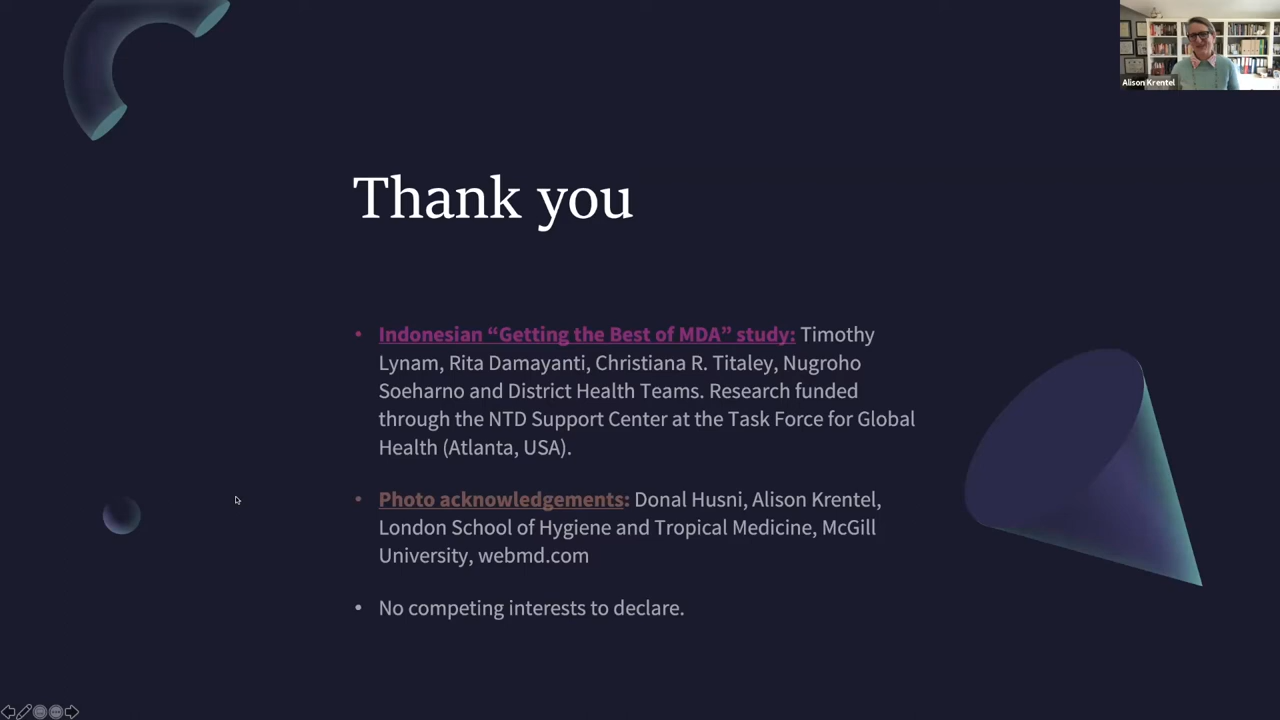 Alison Krentel
Thank you
• Indonesian “Getting the Best of MDA” study: Timothy
Lynam, Rita Damayanti, Christiana R. Titaley, Nugroho
Soeharno and District Health Teams. Research funded
through the NTD Support Center at the Task Force for Global
Health (Atlanta, USA).
• Photo acknowledgements: Donal Husni, Alison Krentel,
London School of Hygiene and Tropical Medicine, McGill
University, webmd.com
• No competing interests to declare.